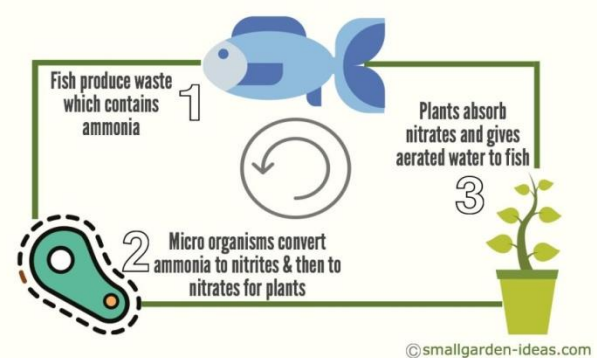 Fish produce waste
which contains
ammonia
1
2
Micro organisms convert
ammonia to nitrites & then to
nitrates for plants
Plants absorb
nitrates and gives
aerated water to fish
3
©smallgarden-ideas.com